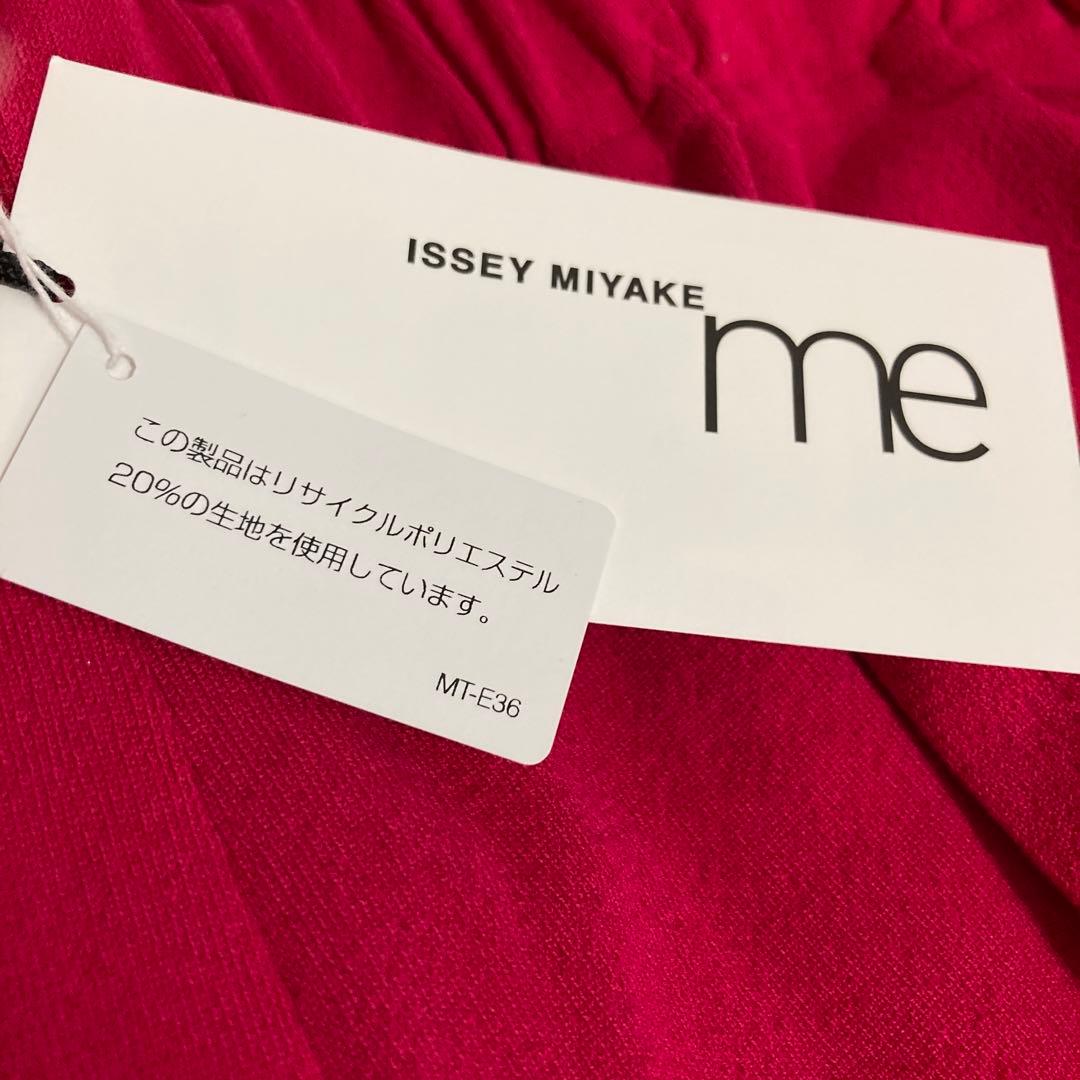 ISSEY MIYAKE
me
この製品はリサイクルポリエステル
20%の生地を使用しています。
MT-E36